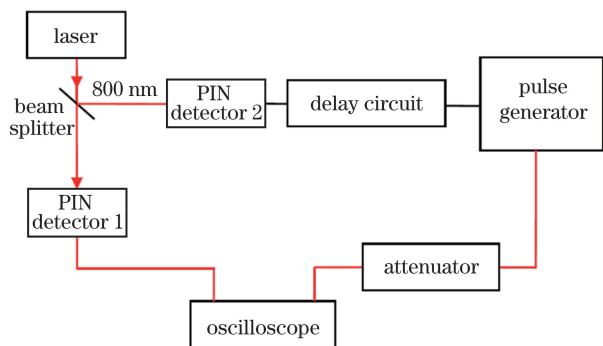 laser
800 nm
beam
splitter
PIN
detector 2
delay circuit
pulse
generator
PIN
detector 1
attenuator
oscilloscope